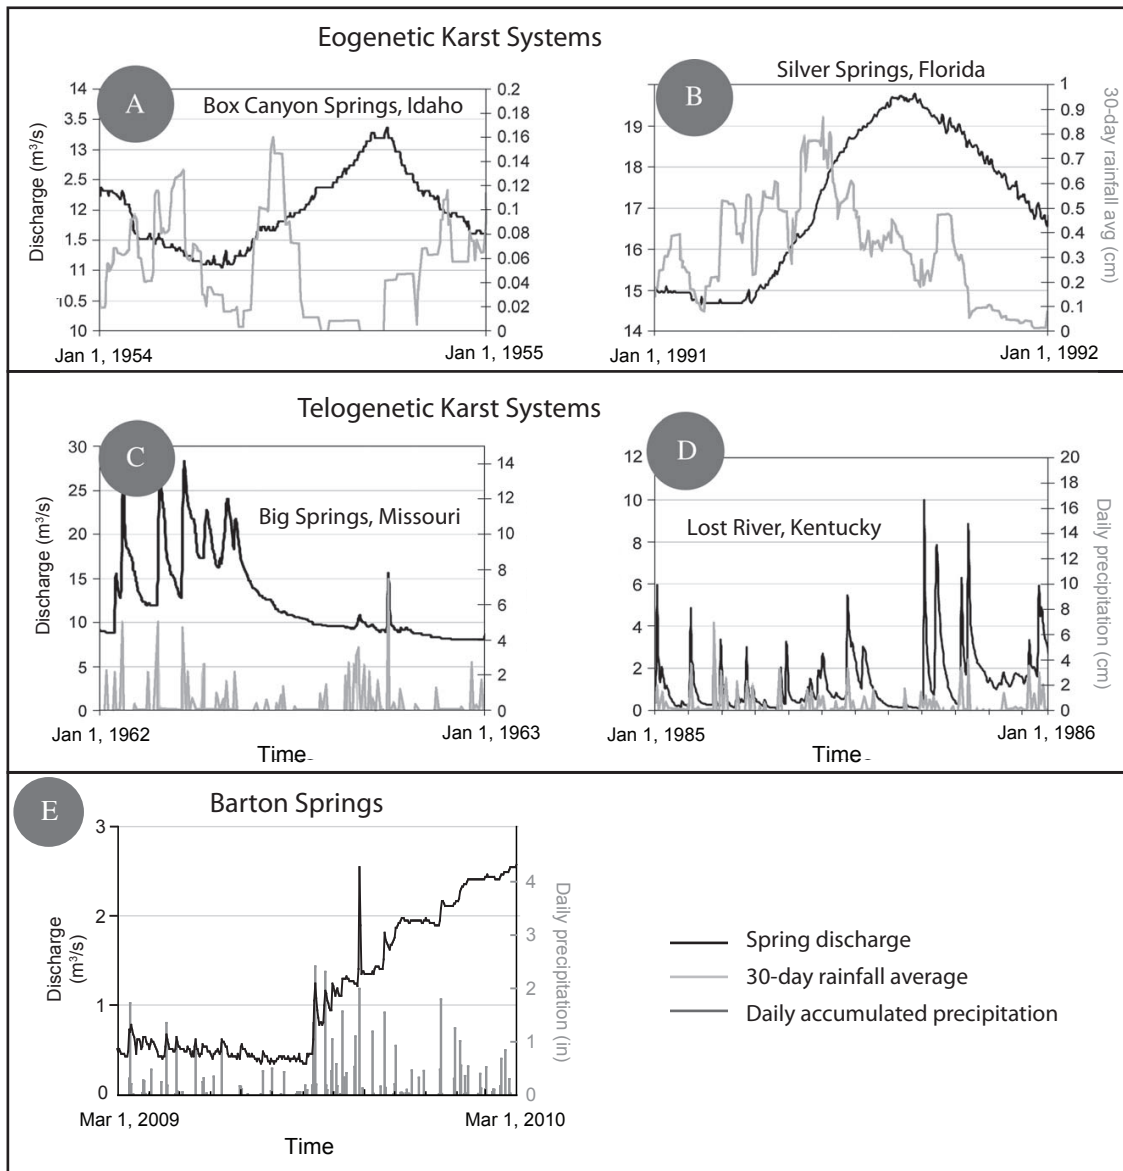 Eogenetic Karst Systems
A
Box Canyon Springs, Idaho
Discharge (m³/s)
14
13.5
13
12.5
12
11.5
11
10.5
10
0.2
0.18
0.16
0.14
0.12
0.1
0.08
0.06
0.04
0.02
0
Jan 1, 1954
Jan 1, 1955
B
Silver Springs, Florida
19
18
17
16
15
14
1
0.9
0.8
0.7
0.6
0.5
0.4
0.3
0.2
0.1
0
30-day rainfall avg (cm)
Jan 1, 1991
Jan 1, 1992
Telogenetic Karst Systems
C
Big Springs, Missouri
Discharge (m³/s)
30
25
20
15
10
5
0
14
12
10
8
6
4
2
0
Jan 1, 1962
Jan 1, 1963
Time
D
Lost River, Kentucky
12
10
8
6
4
2
0
20
18
16
14
12
10
8
6
4
2
0
Daily precipitation (cm)
Jan 1, 1985
Jan 1, 1986
Time
E
Barton Springs
Discharge
(m³/s)
3
2
1
0
4
3
2
1
0
Daily precipitation (in)
Mar 1, 2009
Mar 1, 2010
Time
Spring discharge
30-day rainfall average
Daily accumulated precipitation